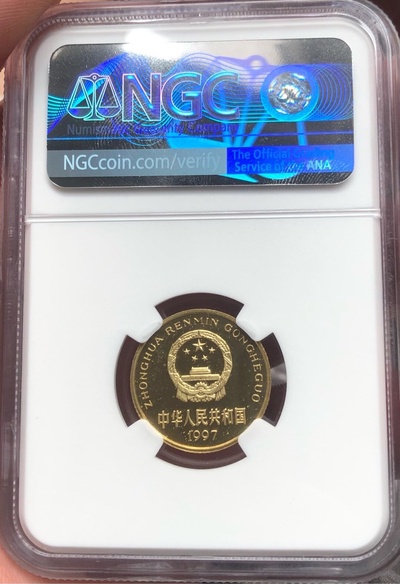 NGC
NGCcoin.com/verify
The Official
Service of the ANA
ZHONGHUA RENMIN GONGHEGUO
中华人民共和国
1997